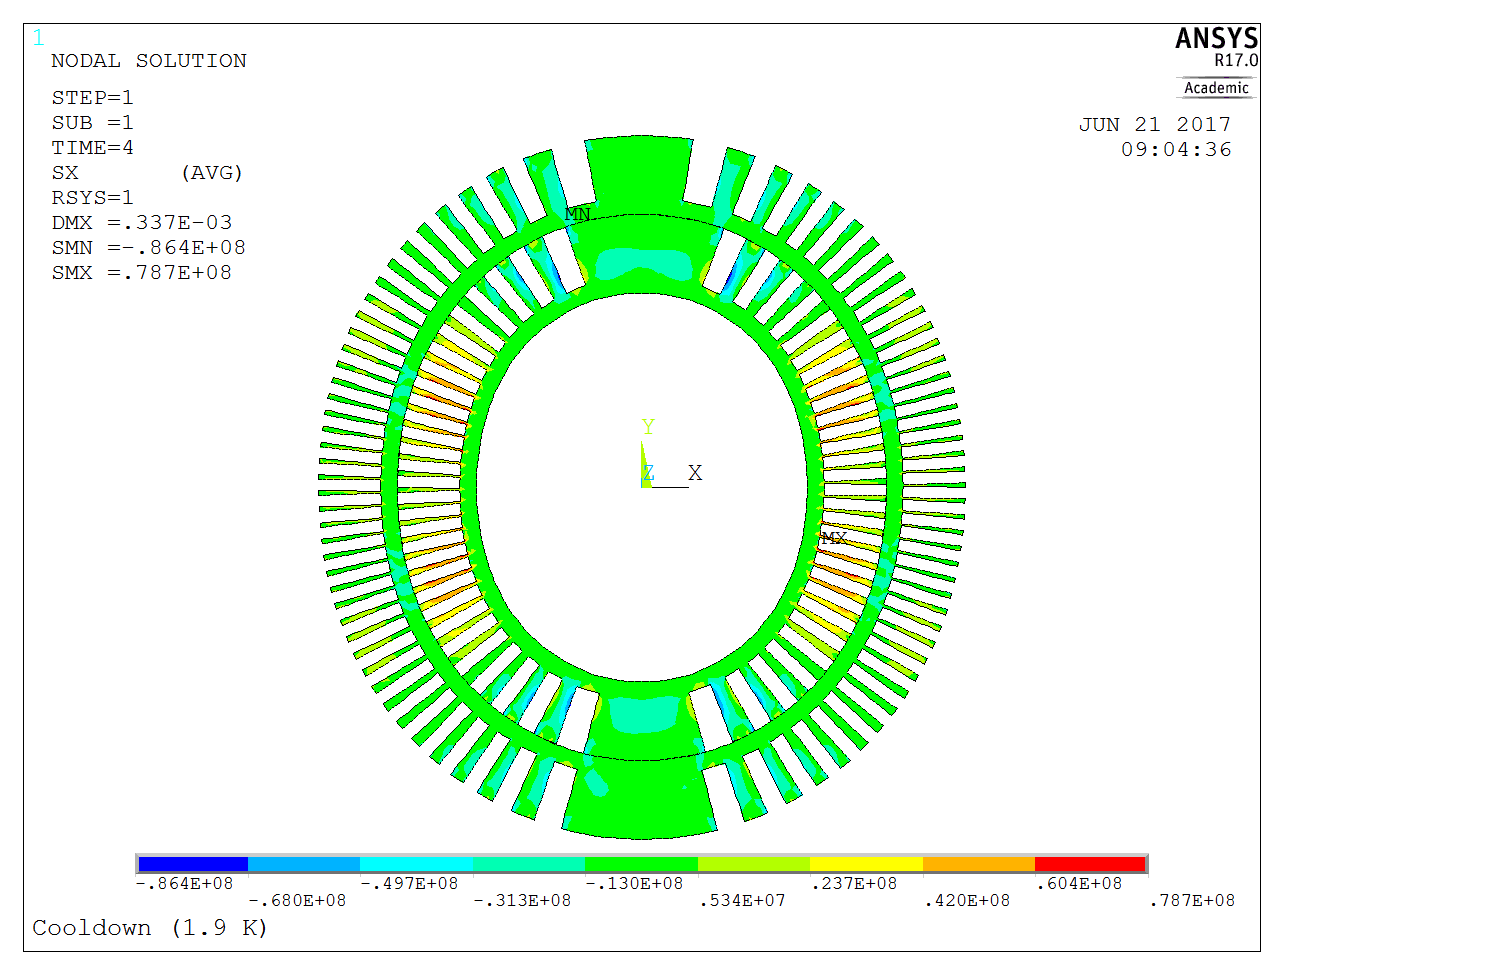 1
NODAL SOLUTION
STEP=1
SUB =1
TIME=4
SX (AVG)
RSYS=1
DMX =.337E-03
SMN =-.864E+08
SMX =.787E+08
ANSYS
R17.0
Academic
JUN 21 2017
09:04:36
MN
Y
Z X
MX
-.864E+08 -.497E+08 -.130E+08 .237E+08 .604E+08
-.680E+08 -.313E+08 .534E+07 .420E+08 .787E+08
Cooldown (1.9 K)